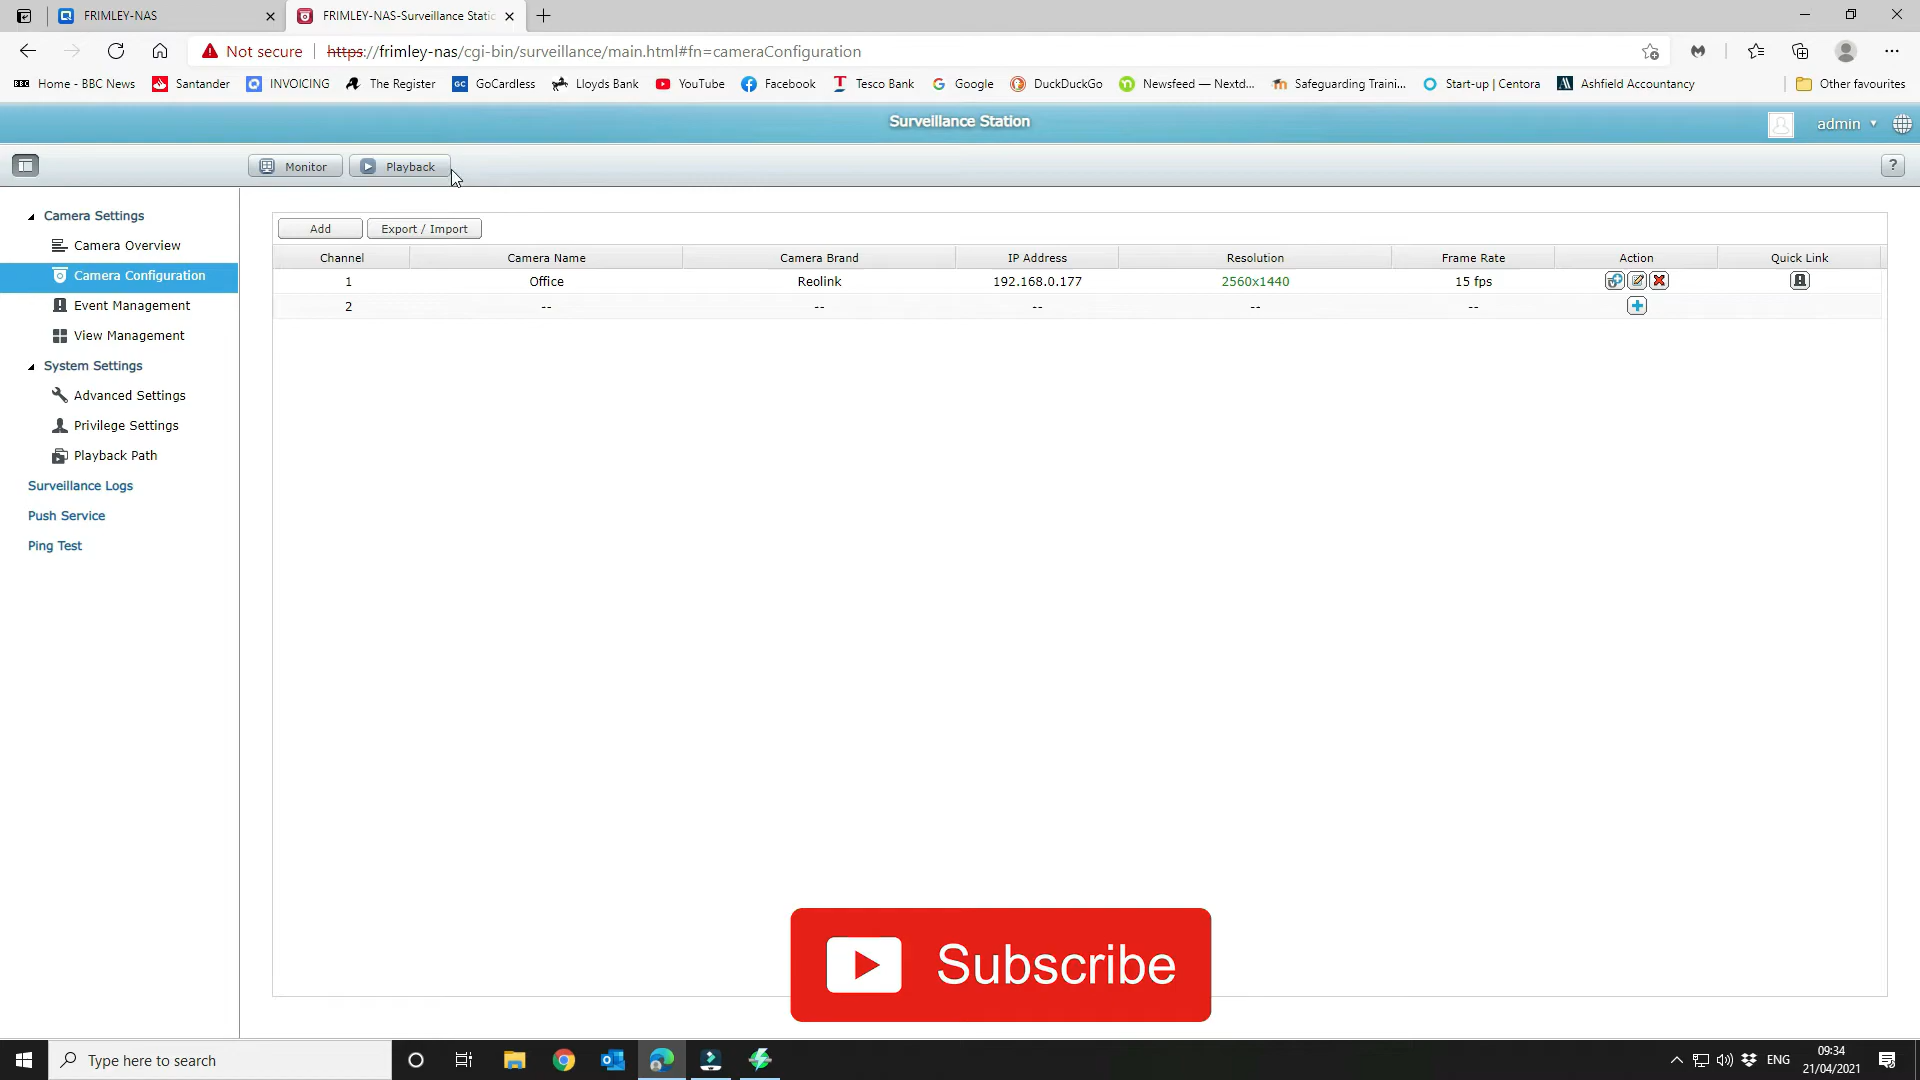 FRIMLEY-NAS
FRIMLEY-NAS-Surveillance Static
Not secure
https://frimley-nas/cgi-bin/surveillance/main.html#fn=cameraConfiguration
BBC Home - BBC News
Santander
INVOICING
The Register
GC GoCardless
Lloyds Bank
YouTube
Facebook
Tesco Bank
Google
DuckDuckGo
Newsfeed — Nextd...
Safeguarding Traini...
Start-up | Centora
Ashfield Accountancy
Other favourites
Surveillance Station
admin
Monitor
Playback
?
Camera Settings
Camera Overview
Camera Configuration
Event Management
View Management
System Settings
Advanced Settings
Privilege Settings
Playback Path
Surveillance Logs
Push Service
Ping Test
Add
Export / Import
Channel Camera Name Camera Brand IP Address Resolution Frame Rate Action Quick Link
1 Office Reolink 192.168.0.177 2560x1440 15 fps
2 -- -- -- -- --
Subscribe
Type here to search
ENG
09:34
21/04/2021